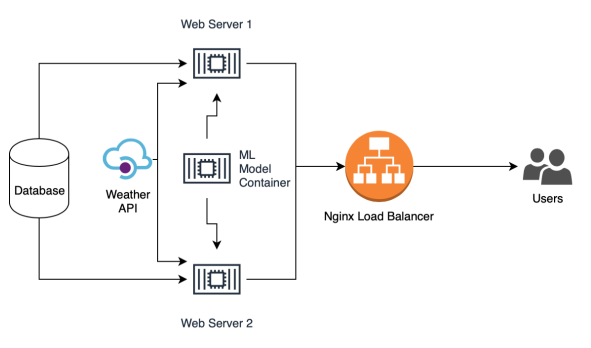 Web Server 1
Database
Weather
API
ML
Model
Container
Nginx Load Balancer
Users
Web Server 2